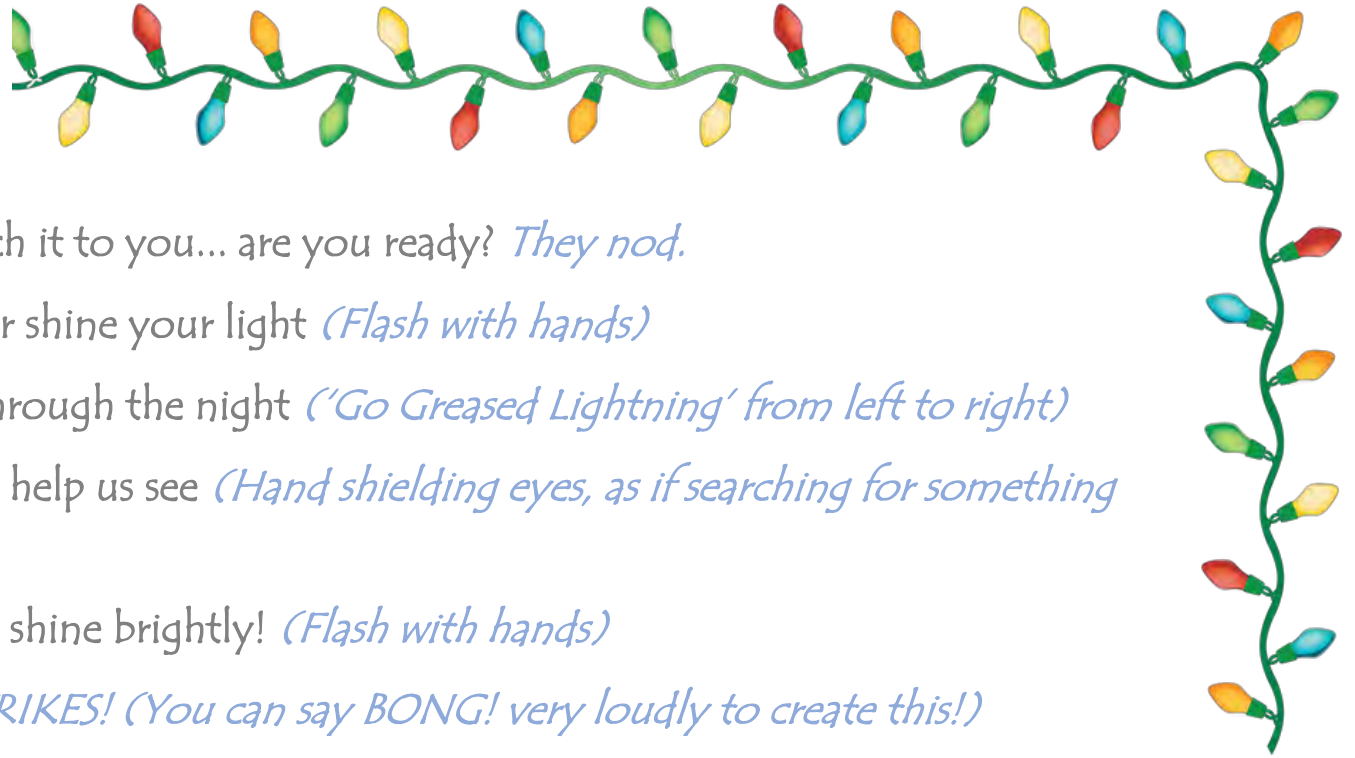 ch it to you... are you ready? They nod.
r shine your light (Flash with hands)
hrough the night ('Go Greased Lightning' from left to right)
help us see (Hand shielding eyes, as if searching for something
shine brightly! (Flash with hands)
RIKES! (You can say BONG! very loudly to create this!)